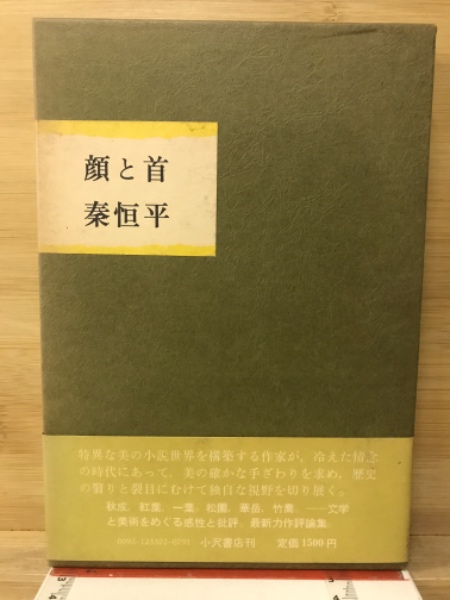 顔と首
秦恒平
特異な美の小説世界を構築する作家が、冷えた情念
の時代にあって、美の確かな手ざわりを求め、歴史
の翳りと裂目にむけて独自な視野を切り展く。
秋成、紅葉、一葉、松園、華岳、竹喬、──文学
と美術をめぐる感性と批評。最新力作評論集。
小沢書店刊 定価1500円